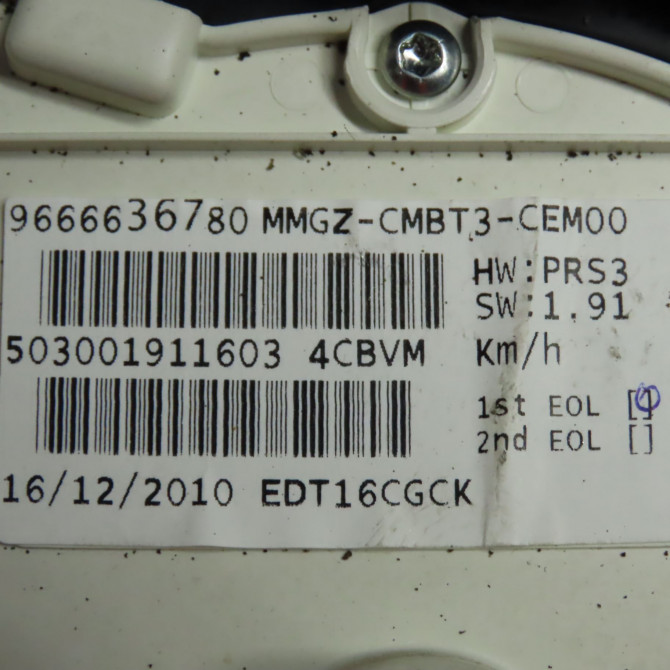 9666636780 MMGZ-CMBT3-CEM00
HW:PRS3
SW:1.91
503001911603 4CBVM Km/h
1st EOL []
2nd EOL []
16/12/2010 EDT16CGCK